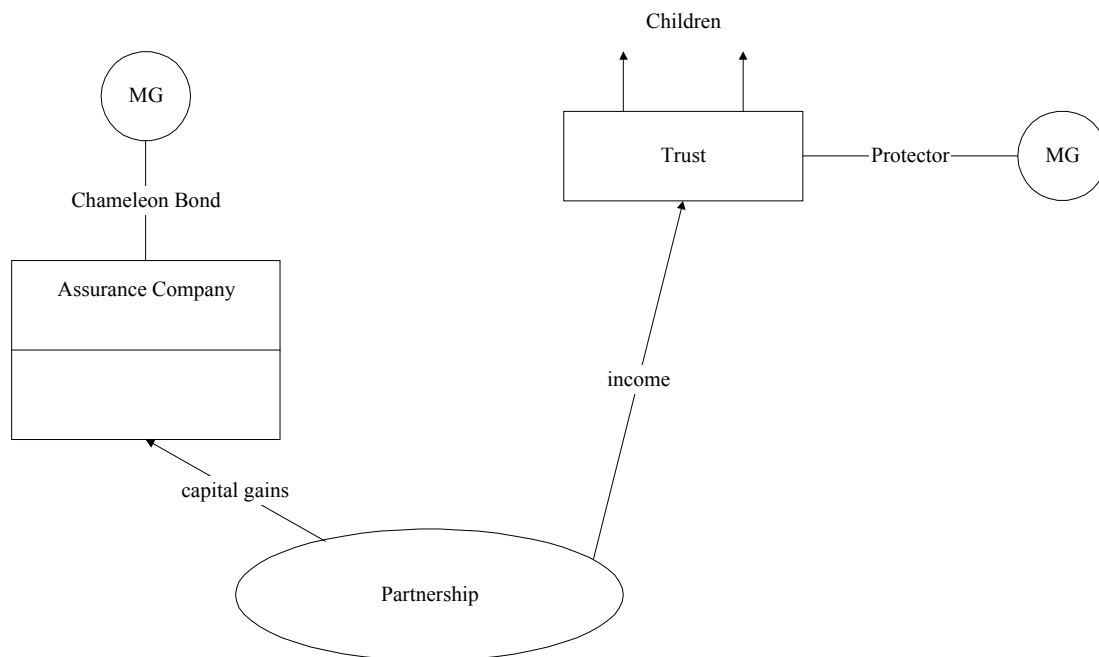 Children
MG
Trust
Protector
MG
Chameleon Bond
Assurance Company
income
capital gains
Partnership